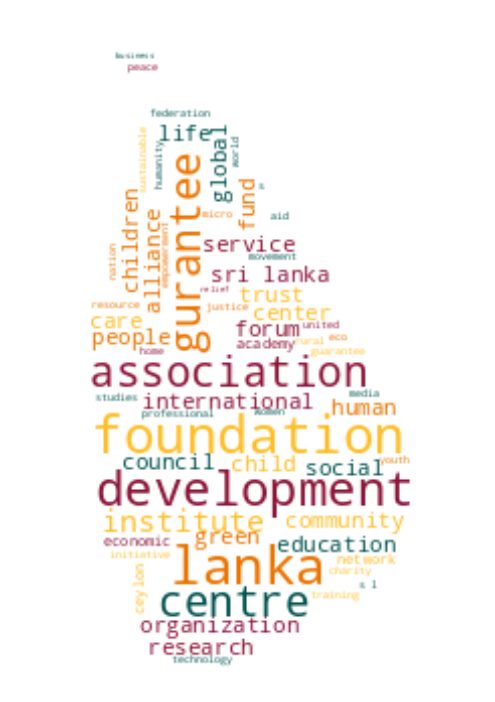 business
peace
federation
life
sustainable
humanity
global
world
gurantee
children
fund
s
micro
aid
alliance
empowerment
nation
service
movement
sri lanka
relief
resource
justice
trust
center
care
forum
united
people
academy
rural
eco
home
guarantee
association
studies
international
media
professional
women
human
foundation
council
child
social
youth
development
institute
community
economic
green
education
initiative
lanka
network
charity
ceylon
s l
centre
training
organization
research
technology